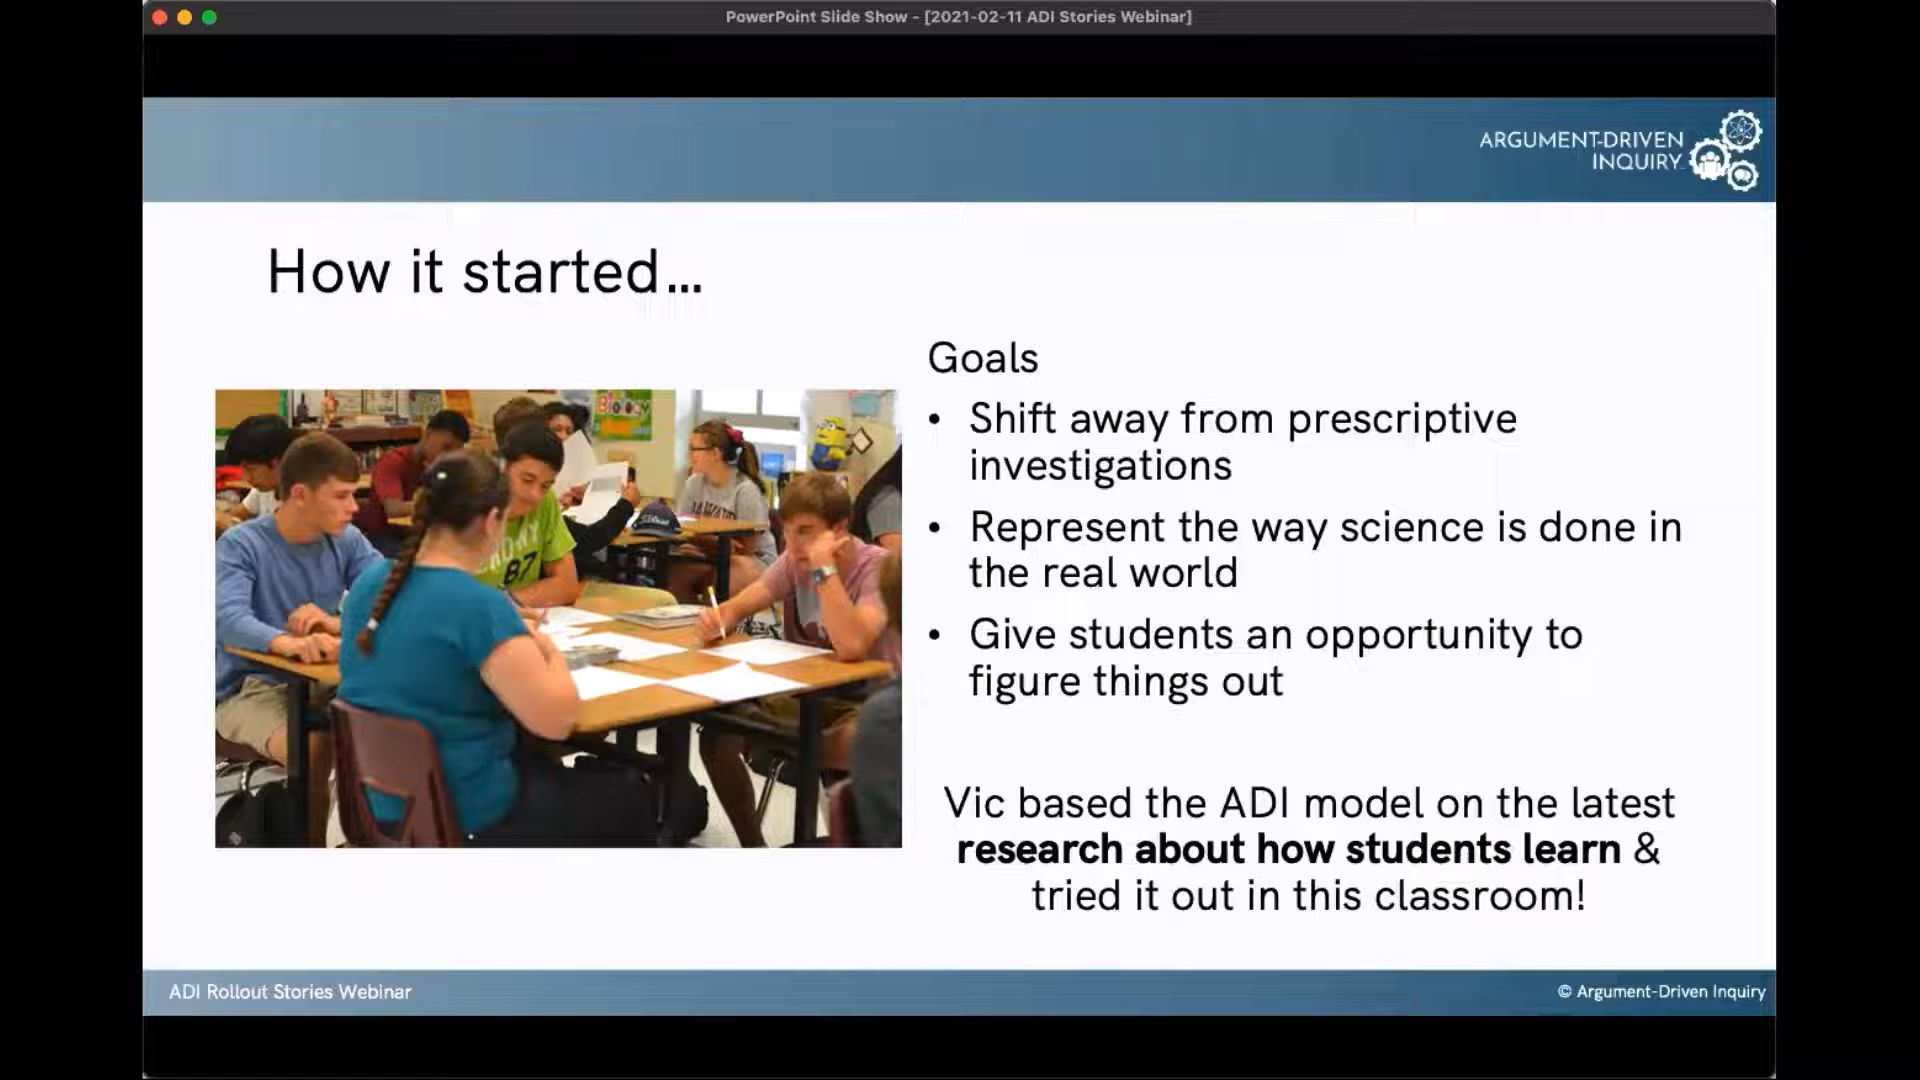 PowerPoint Slide Show - [2021-02-11 ADI Stories Webinar]
ARGUMENT-DRIVEN
INQUIRY
How it started...
Goals
• Shift away from prescriptive
investigations
• Represent the way science is done in
the real world
• Give students an opportunity to
figure things out
Biology
87
Vic based the ADI model on the latest
research about how students learn &
tried it out in this classroom!
ADI Rollout Stories Webinar
© Argument-Driven Inquiry